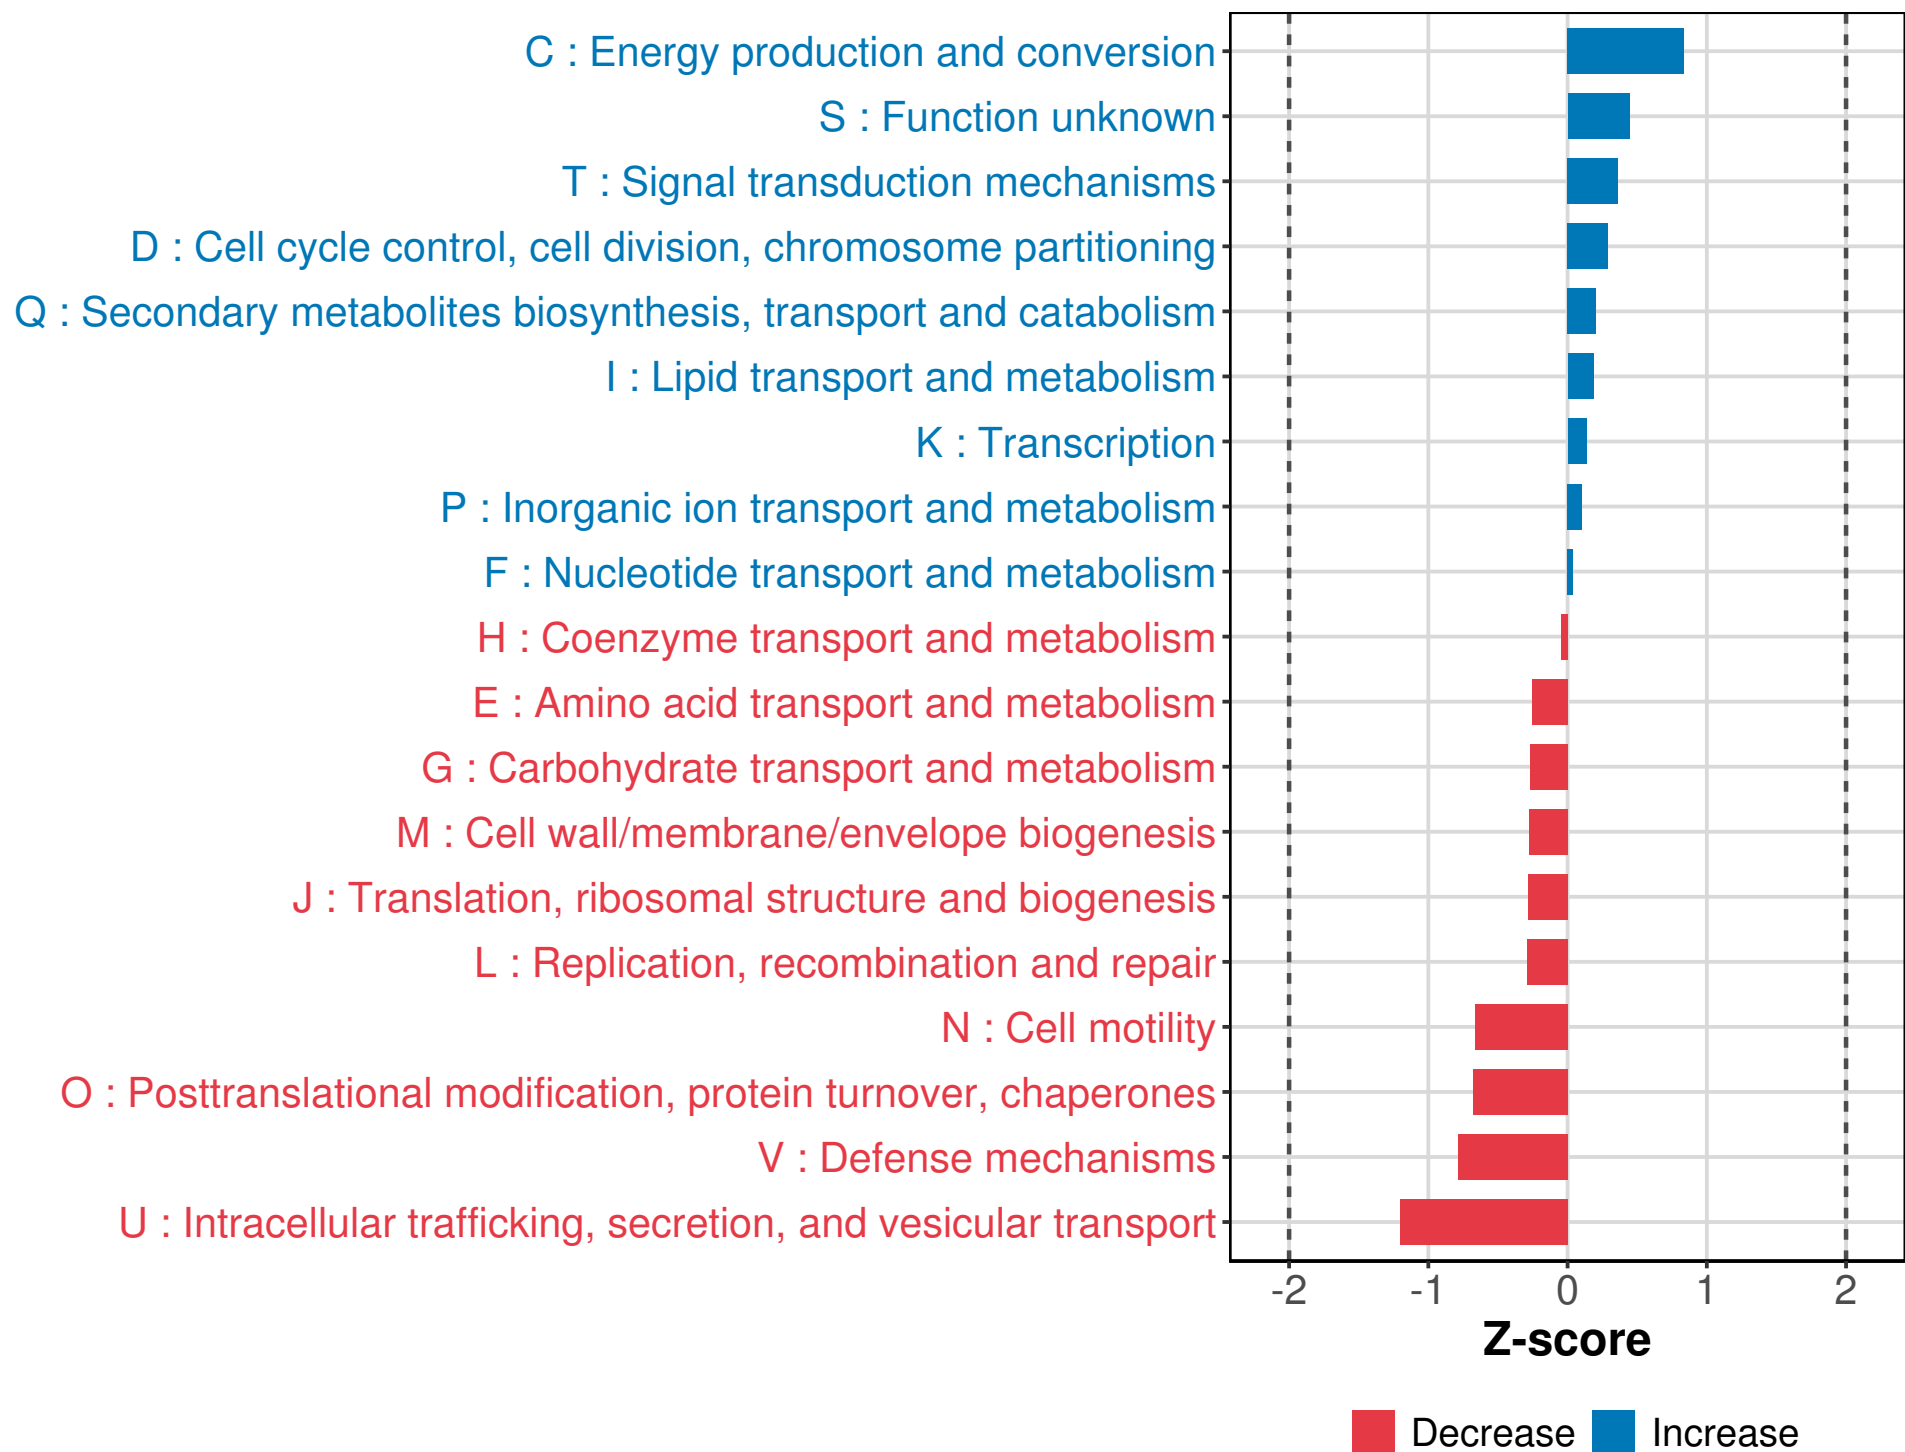 C : Energy production and conversion
S : Function unknown
T : Signal transduction mechanisms
D : Cell cycle control, cell division, chromosome partitioning
Q : Secondary metabolites biosynthesis, transport and catabolism
I : Lipid transport and metabolism
K : Transcription
P : Inorganic ion transport and metabolism
F : Nucleotide transport and metabolism
H : Coenzyme transport and metabolism
E : Amino acid transport and metabolism
G : Carbohydrate transport and metabolism
M : Cell wall/membrane/envelope biogenesis
J : Translation, ribosomal structure and biogenesis
L : Replication, recombination and repair
N : Cell motility
O : Posttranslational modification, protein turnover, chaperones
V : Defense mechanisms
U : Intracellular trafficking, secretion, and vesicular transport
-2 -1 0 1 2
Z-score
Decrease Increase